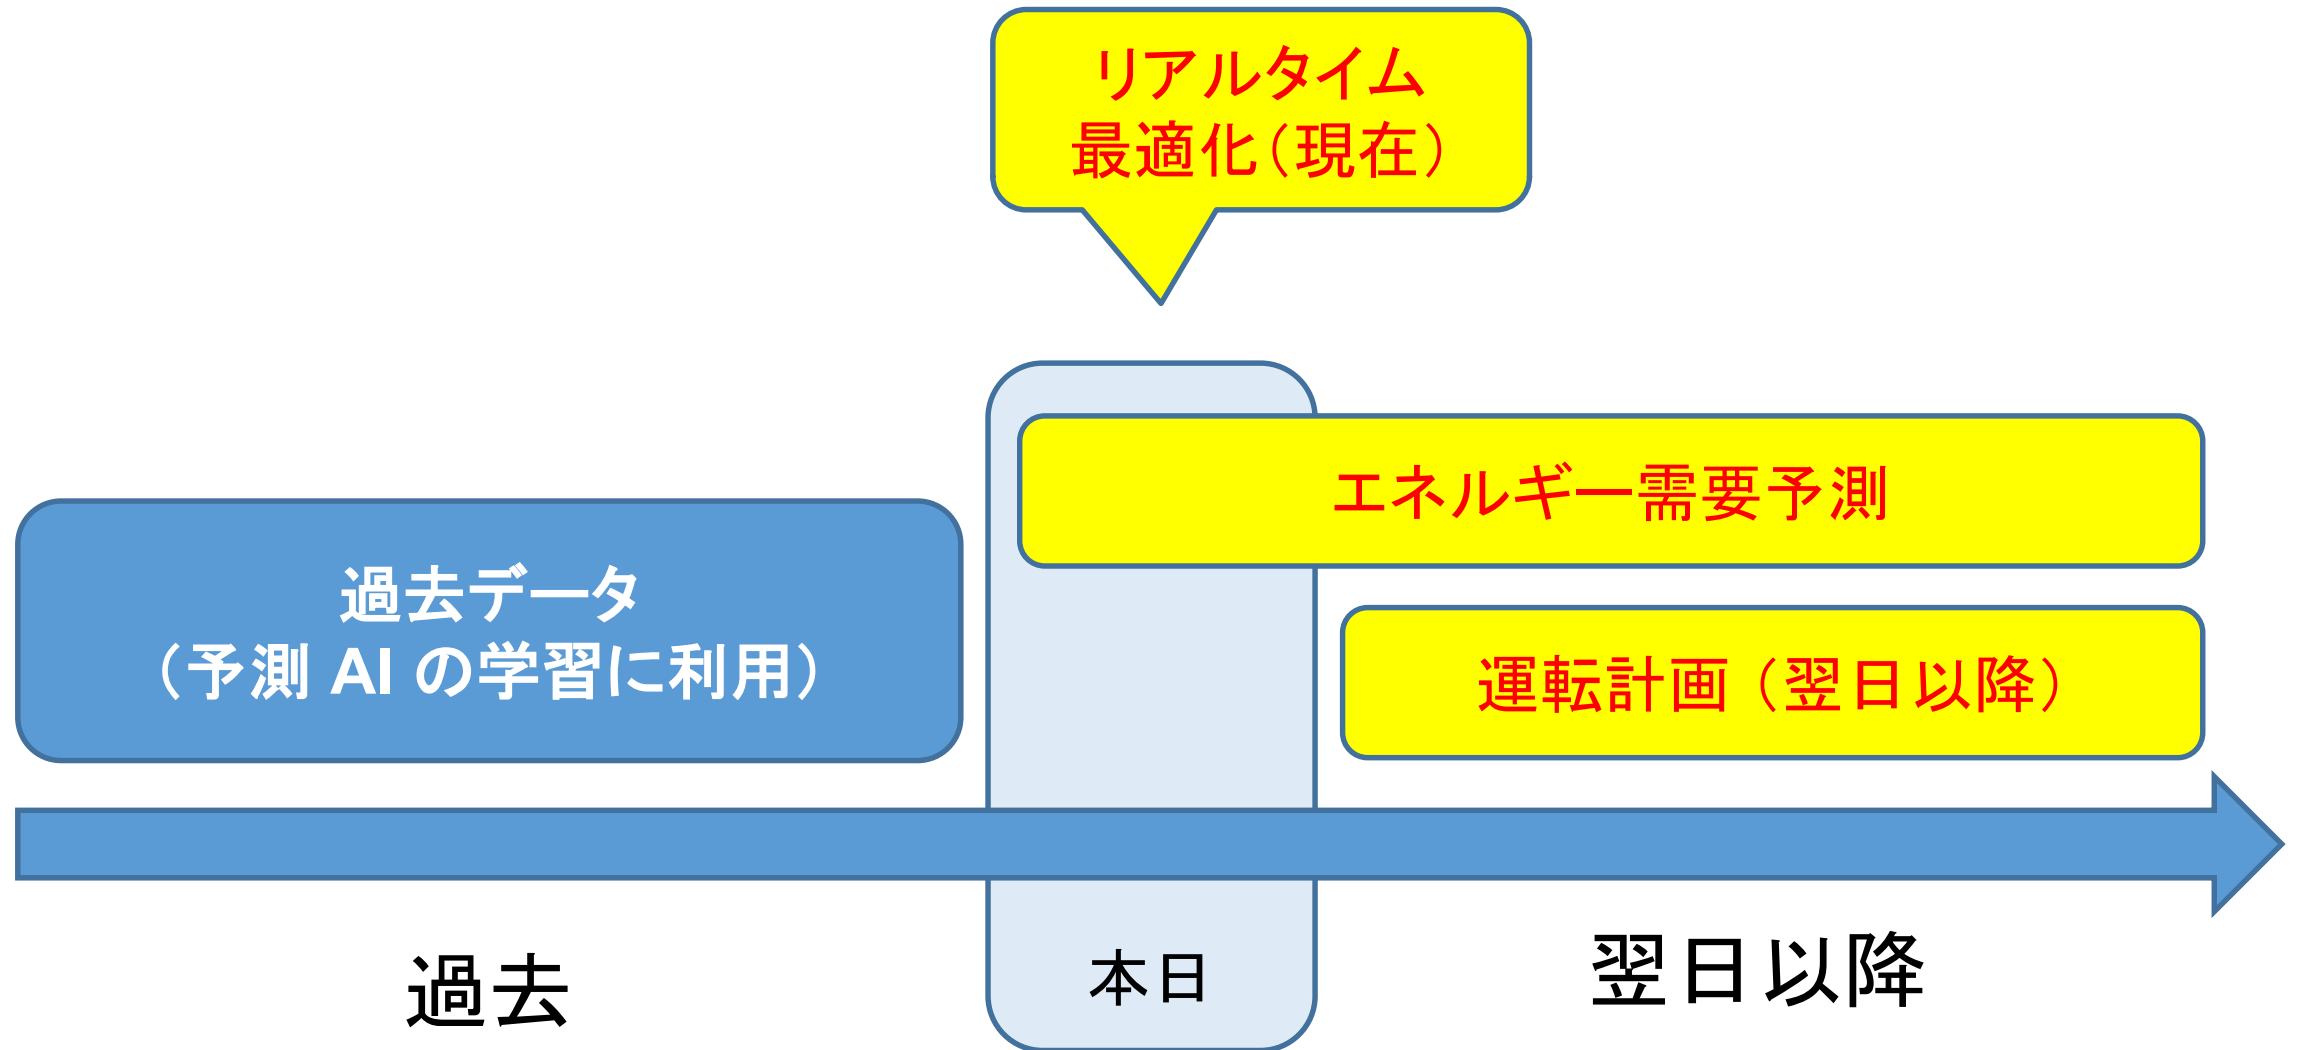 リアルタイム
最適化（現在）
エネルギー需要予測
過去データ
（予測 AI の学習に利用）
運転計画（翌日以降）
過去
本日
翌日以降